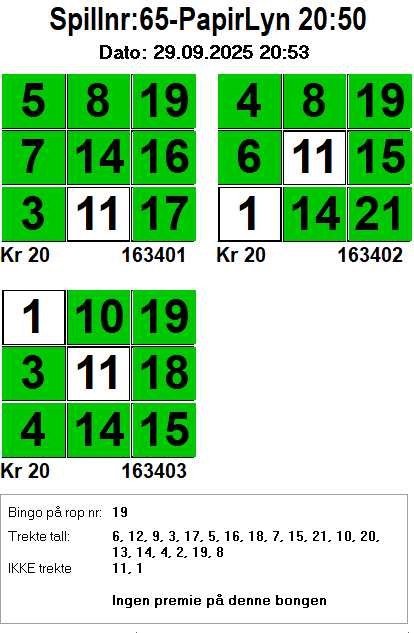 Spillnr:65-PapirLyn 20:50
Dato: 29.09.2025 20:53
5 8 19
7 14 16
3 11 17
Kr 20 163401
4 8 19
6 11 15
1 14 21
Kr 20 163402
1 10 19
3 11 18
4 14 15
Kr 20 163403
Bingo på rop nr: 19
Trekte tall: 6, 12, 9, 3, 17, 5, 16, 18, 7, 15, 21, 10, 20,
13, 14, 4, 2, 19, 8
IKKE trekte 11, 1
Ingen premie på denne bongen